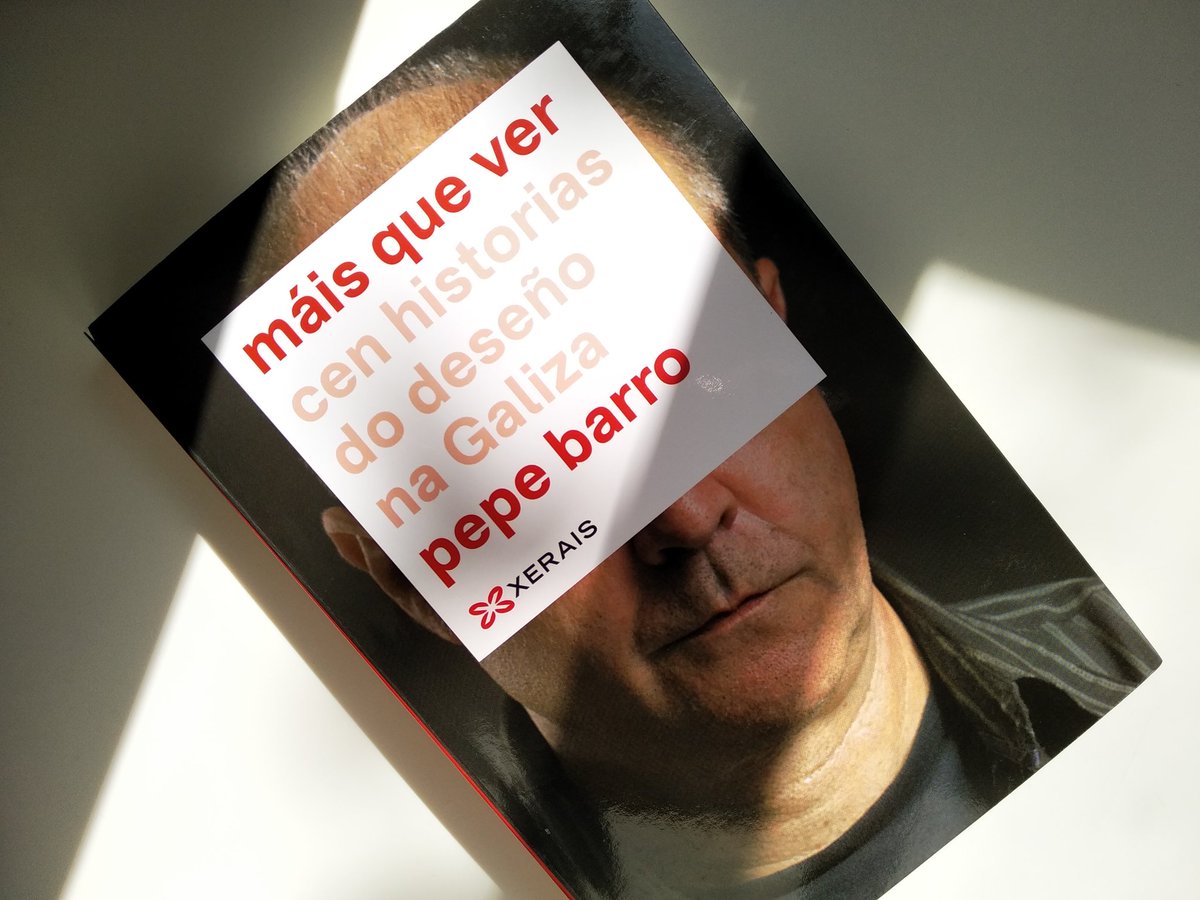 máis que ver
cen historias
do deseño
na Galiza
pepe barro
XERAIS